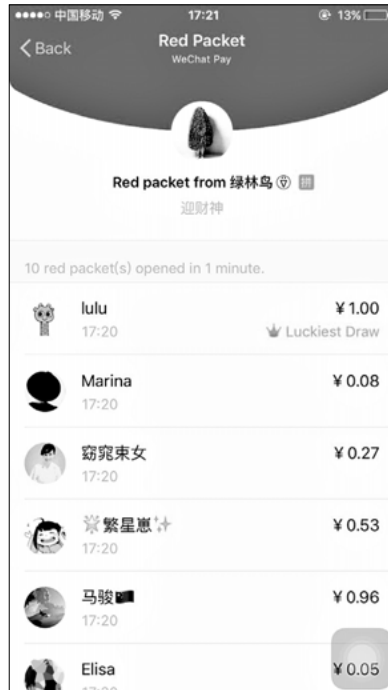 中国移动 17:21 13%
Back
Red Packet
WeChat Pay
Red packet from 绿林鸟 拼
迎财神
10 red packet(s) opened in 1 minute.
lulu ¥1.00
17:20 Luckiest Draw
Marina ¥0.08
17:20
窈窕束女 ¥0.27
17:20
繁星崽 ¥0.53
17:20
马骏 ¥0.96
17:20
Elisa ¥0.05